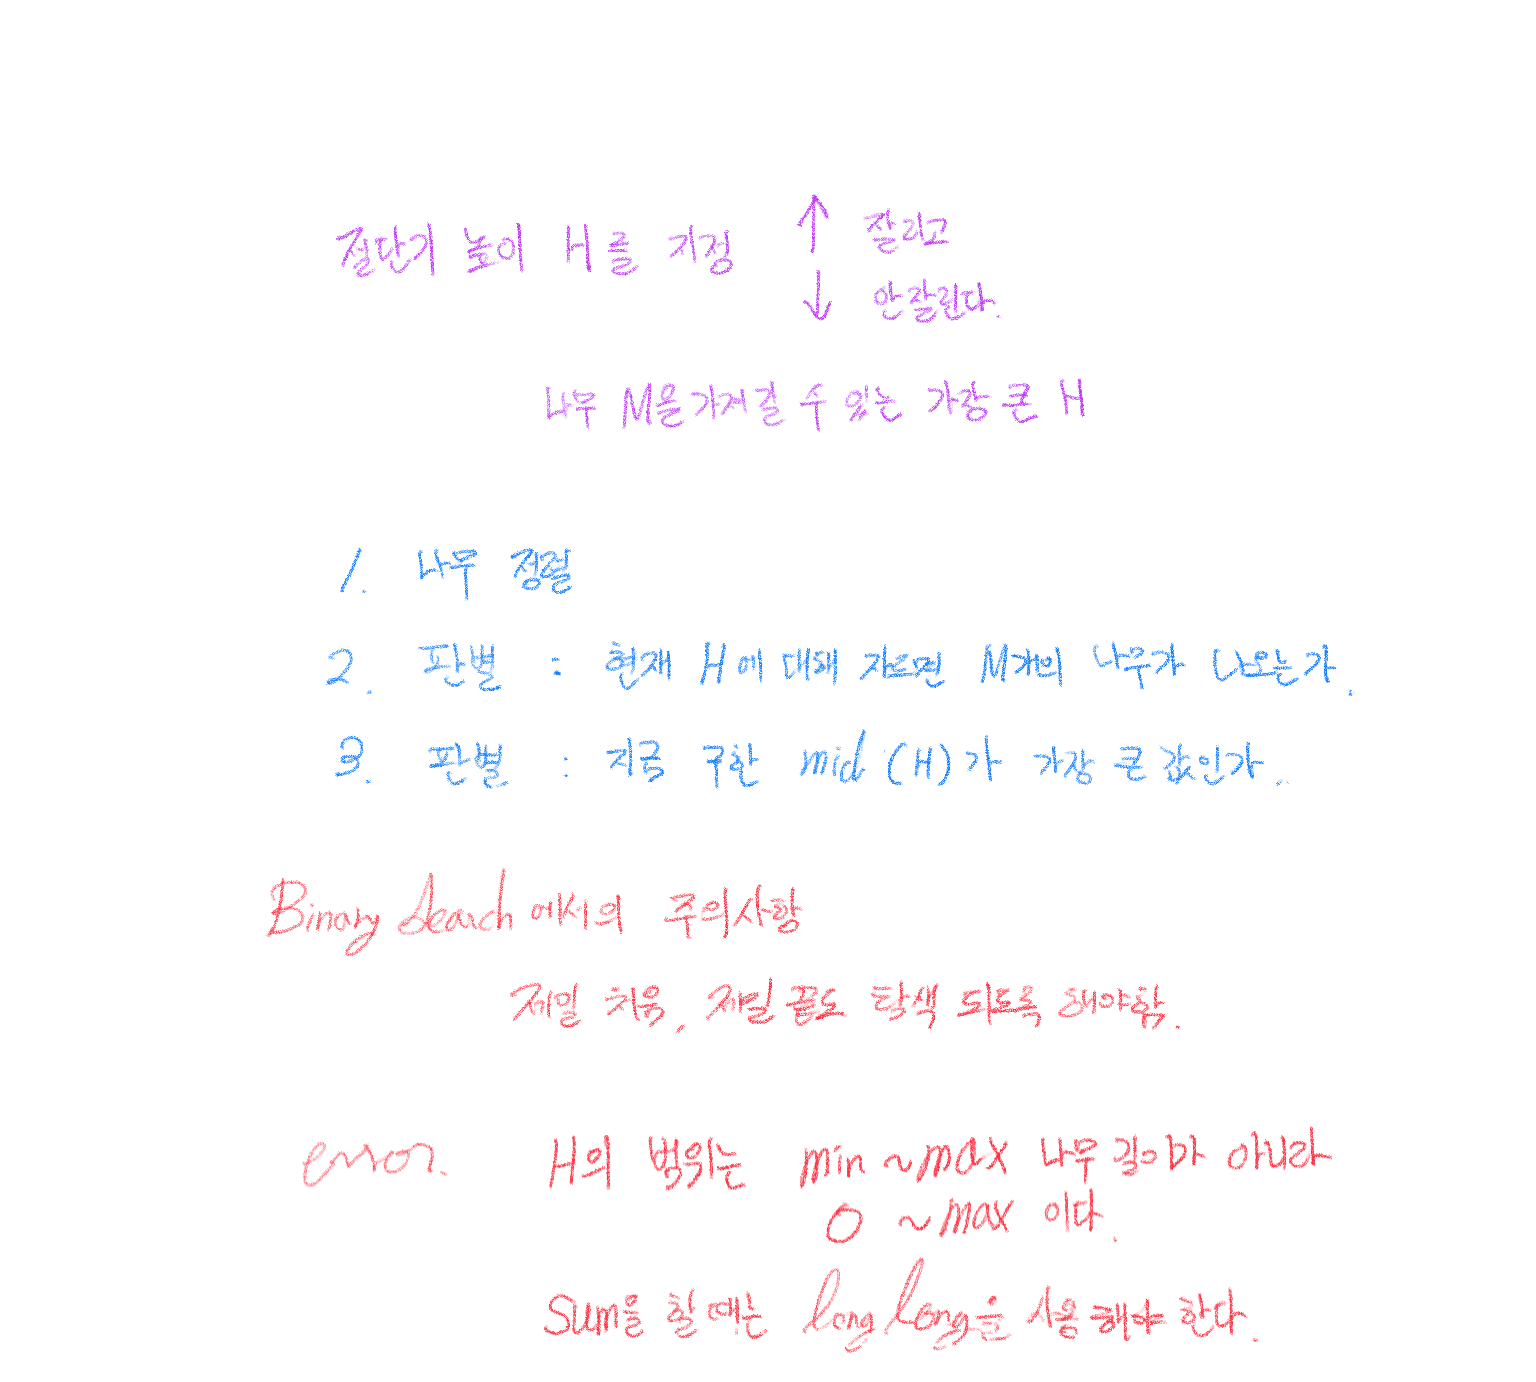 절단기 높이 H를 지정 ↑ 잘리고
↓ 안잘린다.
나무 M을 가져갈 수 있는 가장 큰 H
1. 나무 정렬
2. 판별 : 현재 H에 대해 자르면 M개의 나무가 나오는가.
3. 판별 : 지금 구한 mid (H)가 가장 큰 값인가.
Binary Search에서의 주의사항
제일 처음, 제일 끝도 탐색 되도록 해야함.
error. H의 범위는 min ~max 나무 길이가 아니라
0 ~max 이다.
Sum을 할 때는 long long을 사용해야 한다.